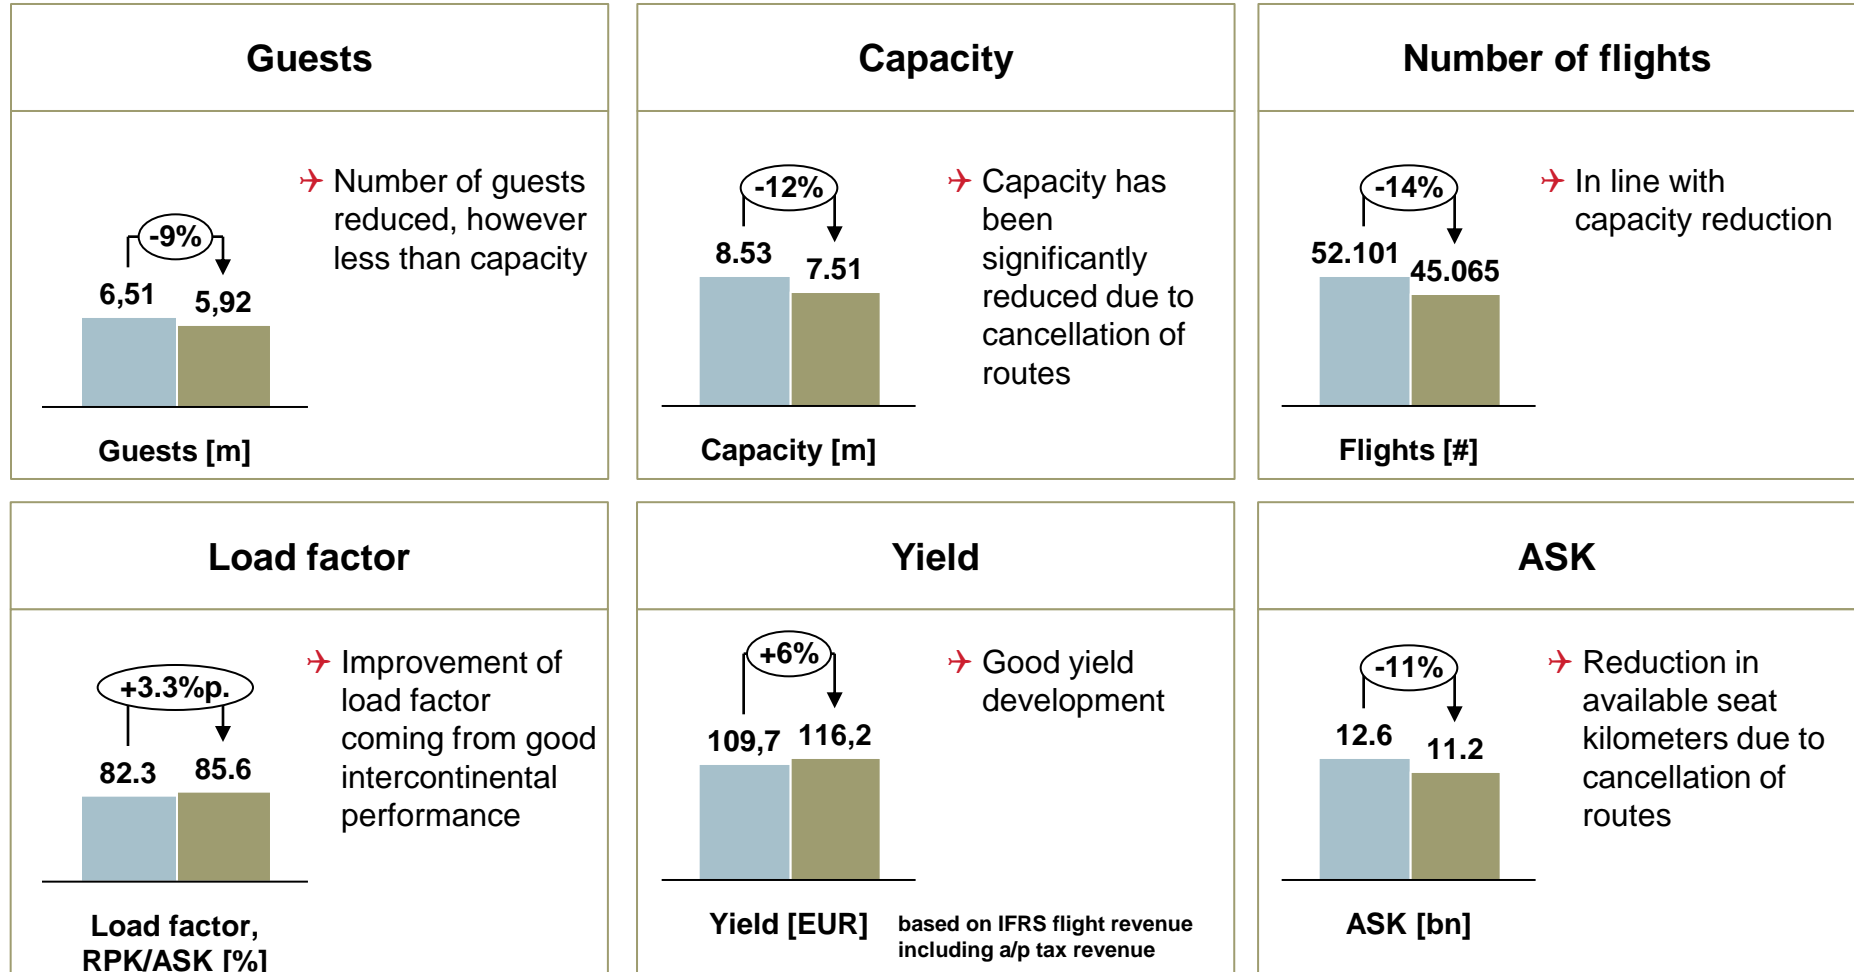 Guests
-9%
6,51
5,92
Number of guests
reduced, however
less than capacity
Guests [m]
Capacity
-12%
8.53
7.51
Capacity has
been
significantly
reduced due to
cancellation of
routes
Capacity [m]
Number of flights
-14%
52.101
45.065
In line with
capacity reduction
Flights [#]
Load factor
+3.3%p.
82.3
85.6
Improvement of
load factor
coming from good
intercontinental
performance
Load factor,
RPK/ASK [%]
Yield
+6%
109,7
116,2
Good yield
development
Yield [EUR]
based on IFRS flight revenue
including a/p tax revenue
ASK
-11%
12.6
11.2
Reduction in
available seat
kilometers due to
cancellation of
routes
ASK [bn]